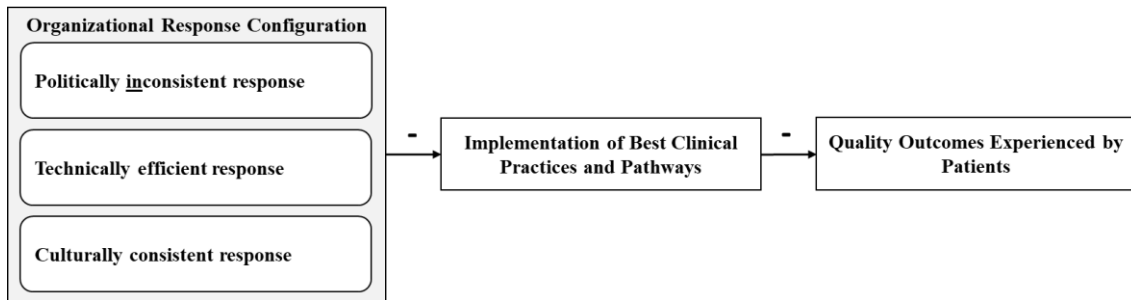 Organizational Response Configuration
Politically inconsistent response
Technically efficient response
Culturally consistent response
-
Implementation of Best Clinical
Practices and Pathways
-
Quality Outcomes Experienced by
Patients